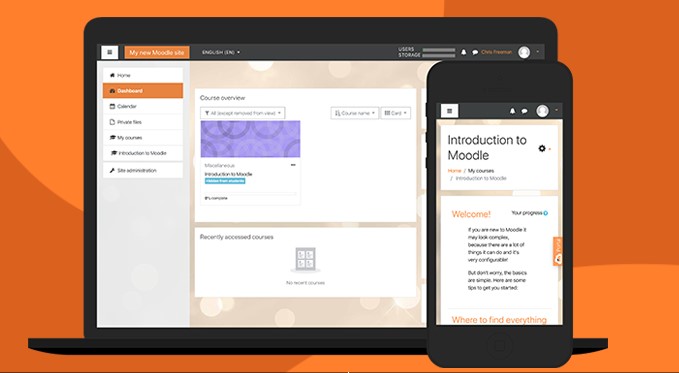 My new Moodle site
ENGLISH (EN)
USERS
STORAGE
Chris Freeman
Home
Dashboard
Calendar
Private files
My courses
Introduction to Moodle
Site administration
Course overview
All (except removed from view)
Course name
Card
Miscellaneous
Introduction to Moodle
Hidden from students
0% complete
Recently accessed courses
No recent courses
Introduction to
Moodle
Home / My courses
/ Introduction to Moodle
Welcome!
Your progress
If you are new to Moodle it
may look complex,
because there are a lot of
things it can do and it's
very configurable!
But don't worry, the basics
are simple. Here are some
tips to get you started:
Where to find everything